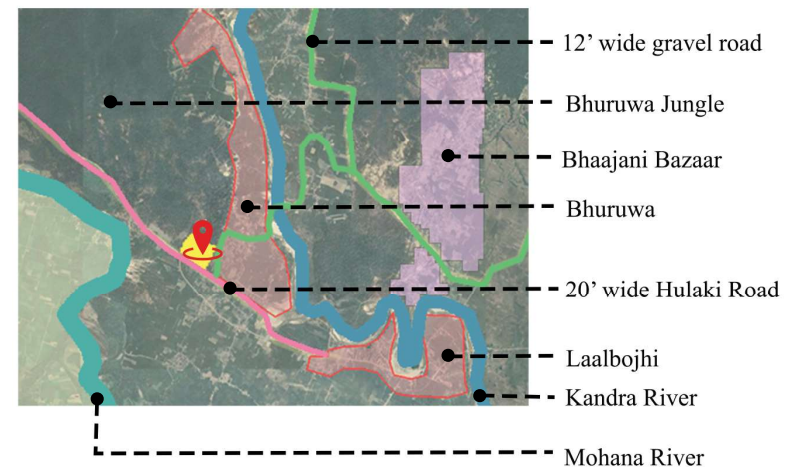 12’ wide gravel road
Bhuruwa Jungle
Bhaajani Bazaar
Bhuruwa
20’ wide Hulaki Road
Laalbojhi
Kandra River
Mohana River